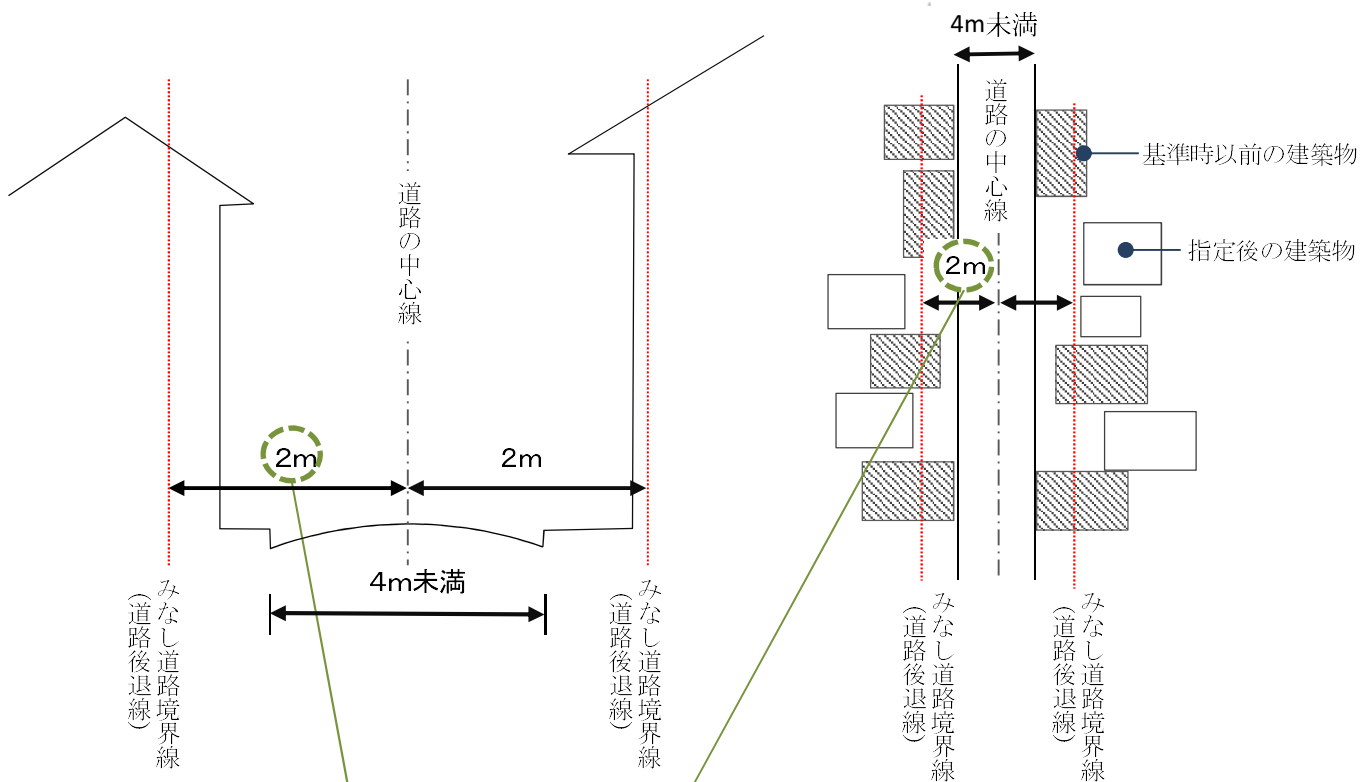 道路の中心線
2m
2m
4m未満
みなし道路境界線
(道路後退線)
みなし道路境界線
(道路後退線)
4m未満
道路の中心線
基準時以前の建築物
指定後の建築物
2m
みなし道路境界線
(道路後退線)
みなし道路境界線
(道路後退線)